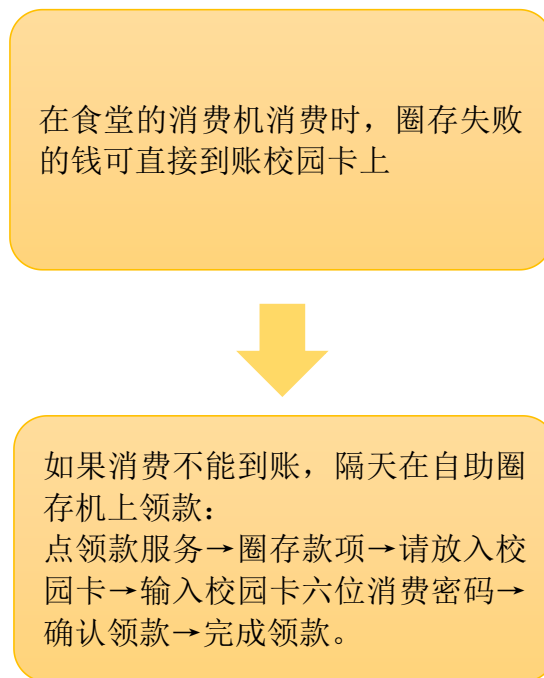 在食堂的消费机消费时，圈存失败
的钱可直接到账校园卡上
如果消费不能到账，隔天在自助圈
存机上领款：
点领款服务→圈存款项→请放入校
园卡→输入校园卡六位消费密码→
确认领款→完成领款。